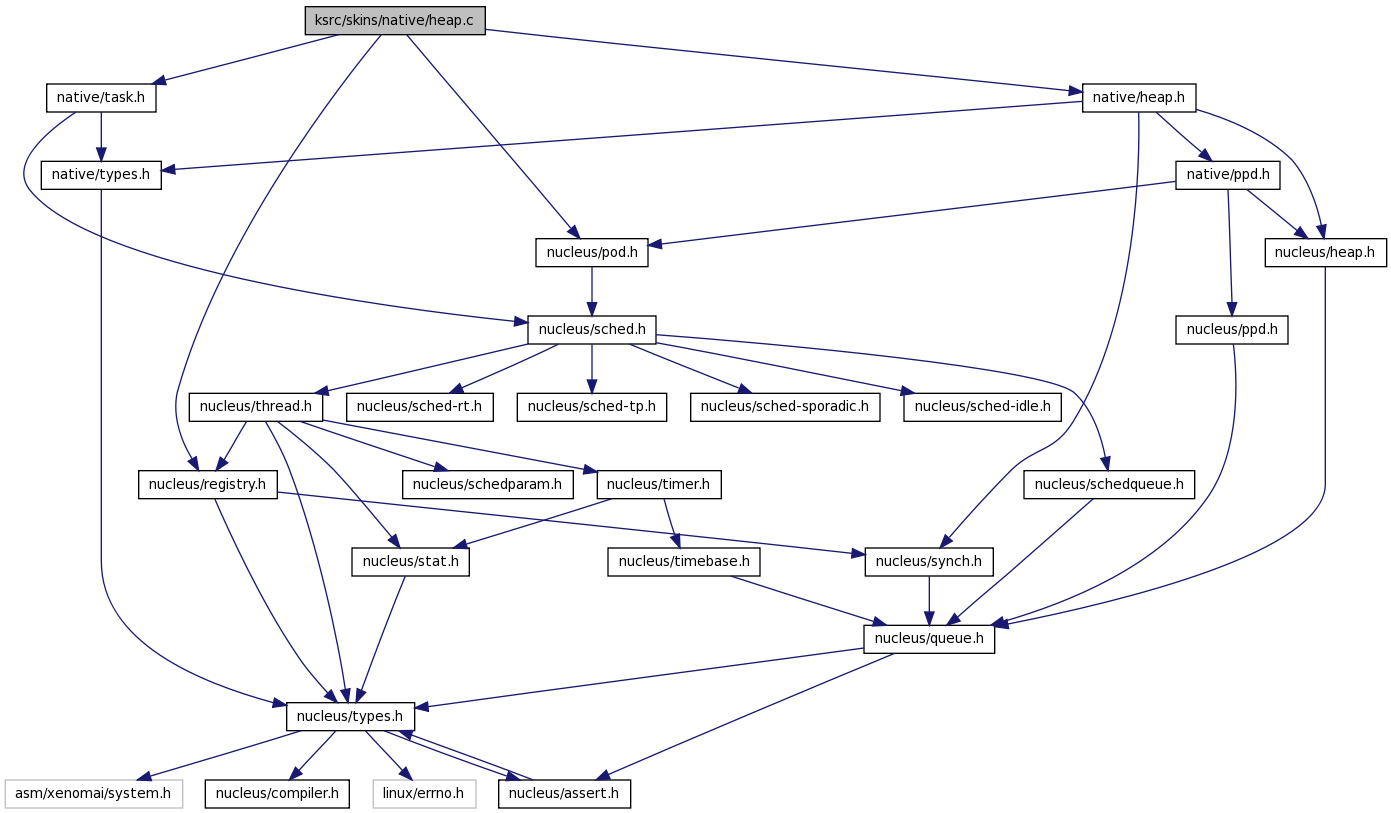 ksrc/skins/native/heap.c
native/task.h
native/heap.h
native/types.h
native/ppd.h
nucleus/pod.h
nucleus/heap.h
nucleus/sched.h
nucleus/ppd.h
nucleus/thread.h
nucleus/sched-rt.h
nucleus/sched-tp.h
nucleus/sched-sporadic.h
nucleus/sched-idle.h
nucleus/registry.h
nucleus/schedparam.h
nucleus/timer.h
nucleus/schedqueue.h
nucleus/stat.h
nucleus/timebase.h
nucleus/synch.h
nucleus/queue.h
nucleus/types.h
asm/xenomai/system.h
nucleus/compiler.h
linux/errno.h
nucleus/assert.h